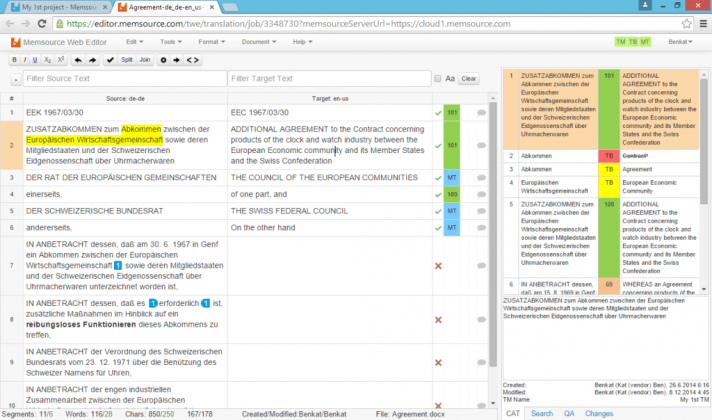 My 1st project - Memsou
Agreement-de_de-en_us
https://editor.memsource.com/twe/translation/job/3348730?memsourceServerUrl=https://cloud1.memsource.com
Memsource Web Editor
Edit
Tools
Format
Document
Help
TM TB MT
Benkat
B I U X₂ X²
Split
Join
Filter Source Text
Filter Target Text
Aa
Clear
#
Source: de-de
Target: en-us
1
EEK 1967/03/30
EEC 1967/03/30
101
2
ZUSATZABKOMMEN zum Abkommen zwischen der
Europäischen Wirtschaftsgemeinschaft sowie deren
Mitgliedstaaten und der Schweizerischen
Eidgenossenschaft über Uhrmacherwaren
ADDITIONAL AGREEMENT to the Contract concerning
products of the clock and watch industry between the
European Economic community and its Member States
and the Swiss Confederation
101
3
DER RAT DER EUROPÄISCHEN GEMEINSCHAFTEN
THE COUNCIL OF THE EUROPEAN COMMUNITIES
MT
4
einerseits,
of one part, and
100
5
DER SCHWEIZERISCHE BUNDESRAT
THE SWISS FEDERAL COUNCIL
MT
6
andererseits,
On the other hand
MT
7
IN ANBETRACHT dessen, daß am 30. 6. 1967 in Genf
ein Abkommen zwischen der Europäischen
Wirtschaftsgemeinschaft 1 sowie deren Mitgliedstaaten
und der Schweizerischen Eidgenossenschaft über
Uhrmacherwaren unterzeichnet worden ist,
8
IN ANBETRACHT dessen, daß es 1 erforderlich 1 ist,
zusätzliche Maßnahmen im Hinblick auf ein
reibungsloses Funktionieren dieses Abkommens zu
treffen,
9
IN ANBETRACHT der Verordnung des Schweizerischen
Bundesrats vom 23. 12. 1971 über die Benützung des
Schweizer Namens für Uhren,
10
IN ANBETRACHT der engen industriellen
Zusammenarbeit zwischen der Europäischen
1
ZUSATZABKOMMEN zum
Abkommen zwischen der
Europäischen
Wirtschaftsgemeinschaft
sowie deren Mitgliedstaaten
und der Schweizerischen
Eidgenossenschaft über
Uhrmacherwaren
101
ADDITIONAL
AGREEMENT to the
Contract concerning
products of the clock and
watch industry between
the European Economic
community and its Member
States and the Swiss
Confederation
2
Abkommen
TB
Contract
3
Abkommen
TB
Agreement
4
Europäischen
Wirtschaftsgemeinschaft
TB
European Economic
Community
5
ZUSATZABKOMMEN zum
Abkommen zwischen der
Europäischen
Wirtschaftsgemeinschaft
sowie deren Mitgliedstaaten
und der Schweizerischen
Eidgenossenschaft über
Uhrmacherwaren
100
ADDITIONAL
AGREEMENT to the
Contract concerning
products of the clock and
watch industry between
the European Economic
community and its Member
States and the Swiss
Confederation
6
IN ANBETRACHT dessen,
daß am 15. 8. 1969 in Genf
69
WHEREAS an Agreement
concerning products of the
ZUSATZABKOMMEN zum Abkommen zwischen der Europäischen
Wirtschaftsgemeinschaft sowie deren Mitgliedstaaten und der
Schweizerischen Eidgenossenschaft über Uhrmacherwaren
Created:
Benkat (Kat (vendor) Ben), 26.6.2014 6:16
Modified:
Benkat (Kat (vendor) Ben), 8.12.2014 4:45
TM Name:
My 1st TM
CAT
Search
QA
Changes
Segments: 11/6
Words: 116/28
Chars: 850/250
167/178
Created/Modified:Benkat/Benkat
File: Agreement.docx